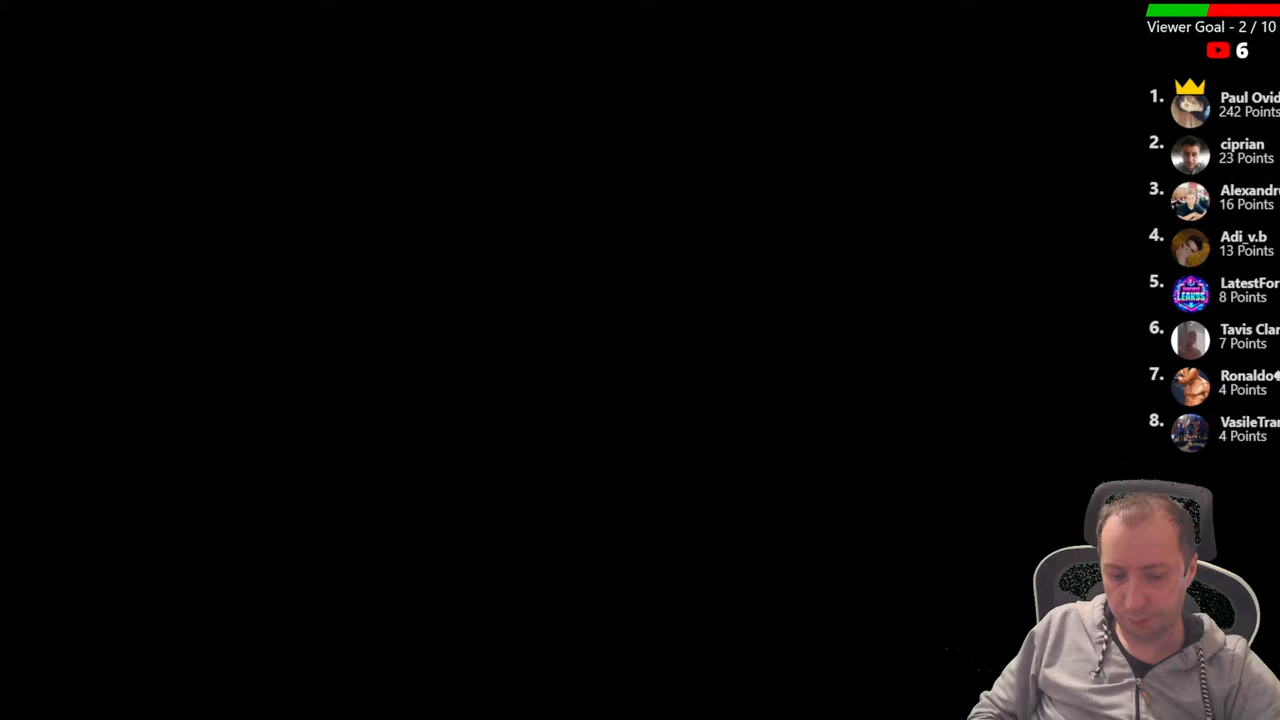 Viewer Goal - 2 / 10
6
1. Paul Ovid
242 Points
2. ciprian
23 Points
3. Alexandr
16 Points
4. Adi_v.b
13 Points
5. LatestFor
8 Points
LEAKSS
6. Tavis Clar
7 Points
7. Ronaldo
4 Points
8. VasileTra
4 Points